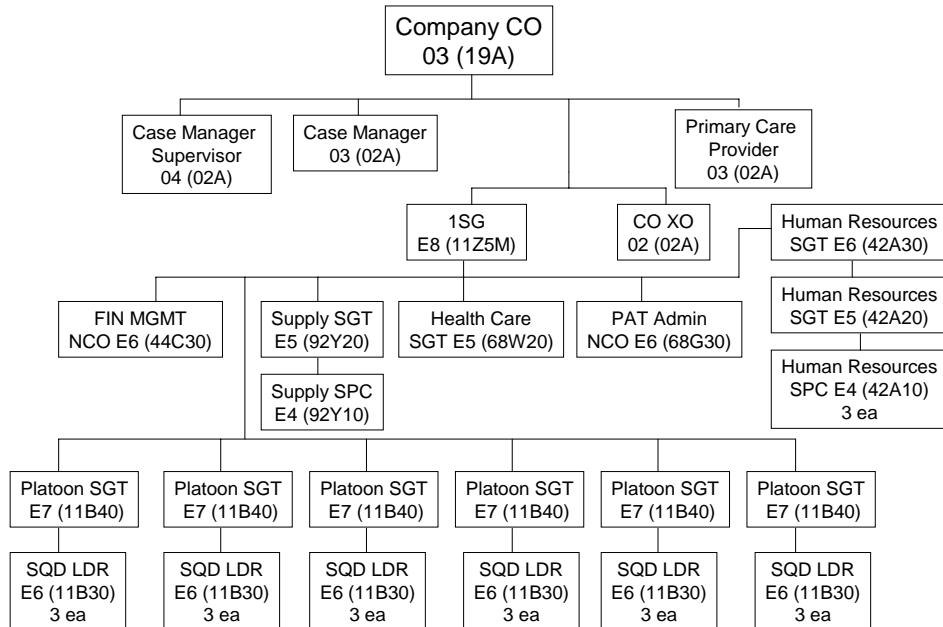 Company CO
03 (19A)
Case Manager
Supervisor
04 (02A)
Case Manager
03 (02A)
Primary Care
Provider
03 (02A)
1SG
E8 (11Z5M)
CO XO
02 (02A)
Human Resources
SGT E6 (42A30)
FIN MGMT
NCO E6 (44C30)
Supply SGT
E5 (92Y20)
Health Care
SGT E5 (68W20)
PAT Admin
NCO E6 (68G30)
Human Resources
SGT E5 (42A20)
Supply SPC
E4 (92Y10)
Human Resources
SPC E4 (42A10)
3 ea
Platoon SGT
E7 (11B40)
Platoon SGT
E7 (11B40)
Platoon SGT
E7 (11B40)
Platoon SGT
E7 (11B40)
Platoon SGT
E7 (11B40)
Platoon SGT
E7 (11B40)
SQD LDR
E6 (11B30)
3 ea
SQD LDR
E6 (11B30)
3 ea
SQD LDR
E6 (11B30)
3 ea
SQD LDR
E6 (11B30)
3 ea
SQD LDR
E6 (11B30)
3 ea
SQD LDR
E6 (11B30)
3 ea